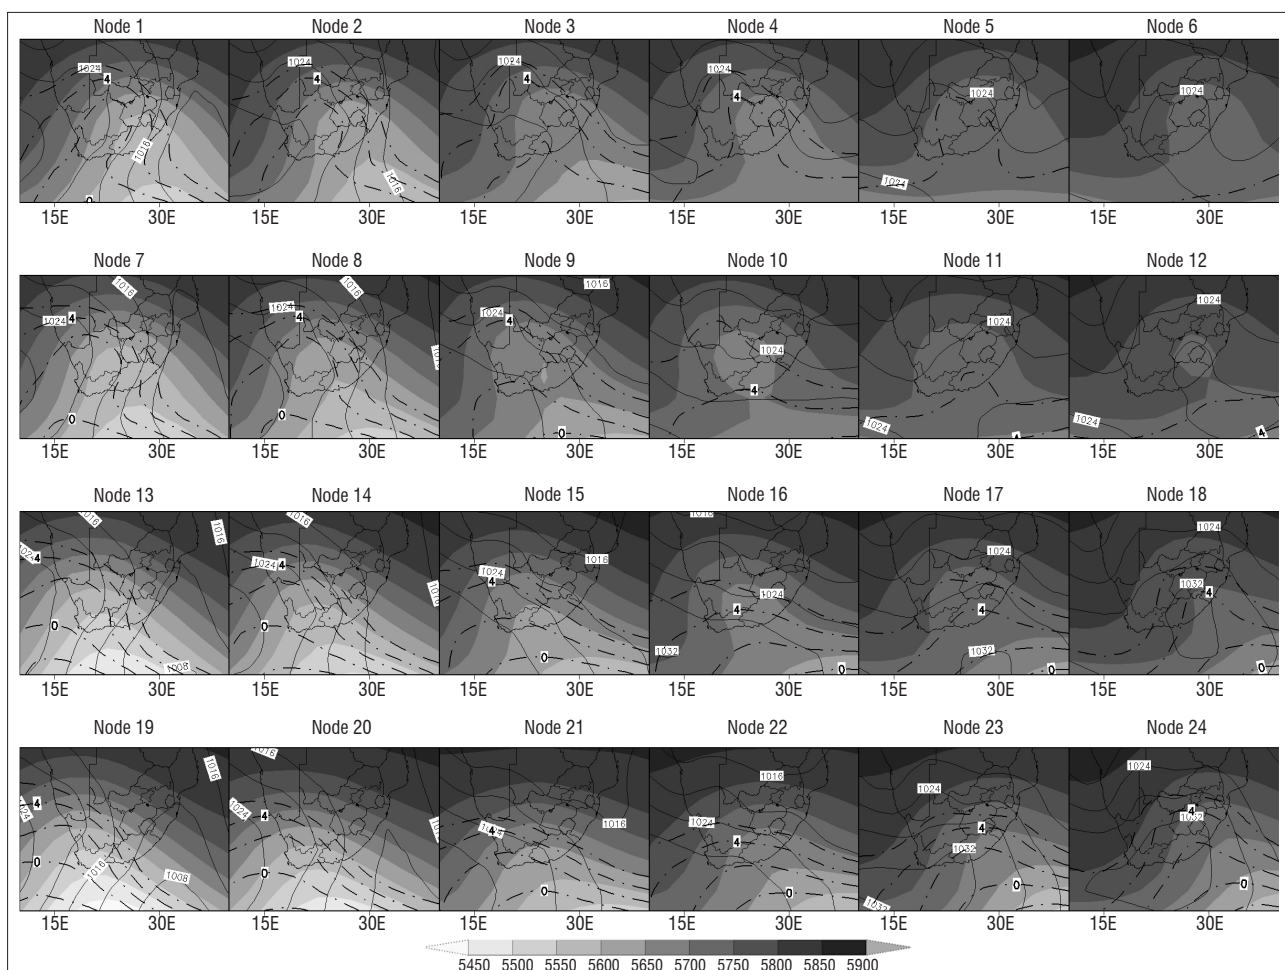 Node 1 Node 2 Node 3 Node 4 Node 5 Node 6
1024 1024 1024 1024 1024 1024
4 4 4 4
1016 1016 1024
0
15E 30E 15E 30E 15E 30E 15E 30E 15E 30E 15E 30E
Node 7 Node 8 Node 9 Node 10 Node 11 Node 12
1016 1016 1016
1024 4 1024 4 1024 4 1024 1024 1024
4
0 0 0 1024 4 1024 4
15E 30E 15E 30E 15E 30E 15E 30E 15E 30E 15E 30E
Node 13 Node 14 Node 15 Node 16 Node 17 Node 18
1016 1016 1016 1016 1024
1024 4 1024 4 1024 4 1016 1024 1024 1032 4
0 0 4 4
1008 0 1032 0 1032 0 0
15E 30E 15E 30E 15E 30E 15E 30E 15E 30E 15E 30E
Node 19 Node 20 Node 21 Node 22 Node 23 Node 24
1016 1016 1016 1024 1024
4 1024 4 1024 4 1016 1024 4 4 4 1032
0 1016 1008 0 0 0 1032 0 0
1032
15E 30E 15E 30E 15E 30E 15E 30E 15E 30E 15E 30E
5450 5500 5550 5600 5650 5700 5750 5800 5850 5900